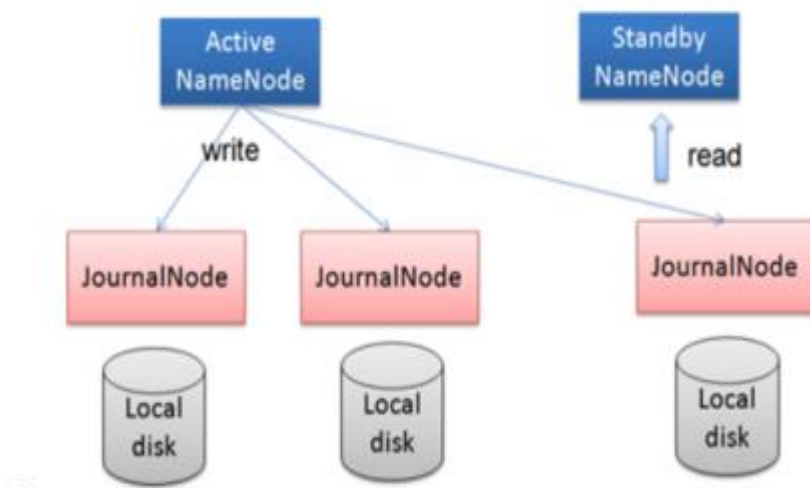 Active
NameNode
Standby
NameNode
write
read
JournalNode
JournalNode
JournalNode
Local
disk
Local
disk
Local
disk